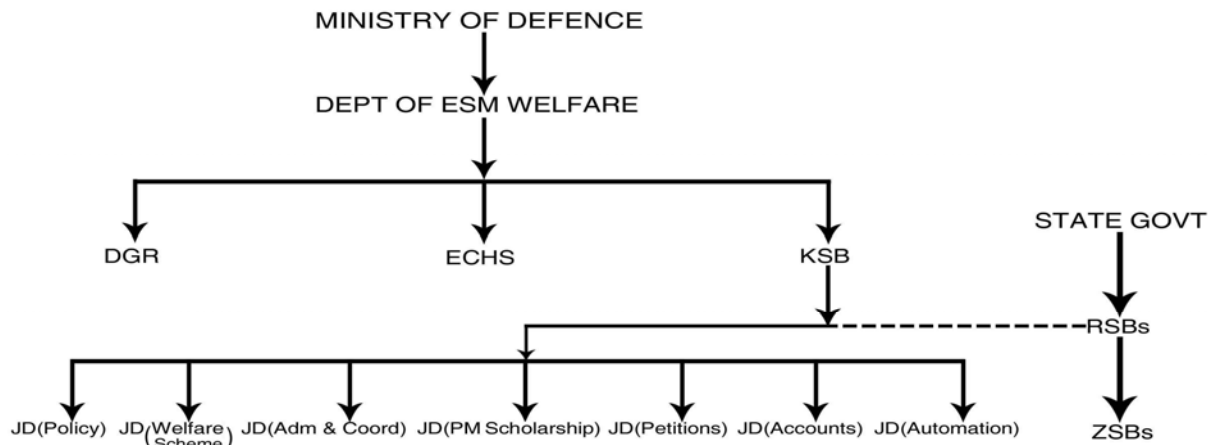 MINISTRY OF DEFENCE
DEPT OF ESM WELFARE
STATE GOVT
DGR
ECHS
KSB
RSBs
JD(Policy)
JD(Welfare Scheme)
JD(Adm & Coord)
JD(PM Scholarship)
JD(Petitions)
JD(Accounts)
JD(Automation)
ZSBs